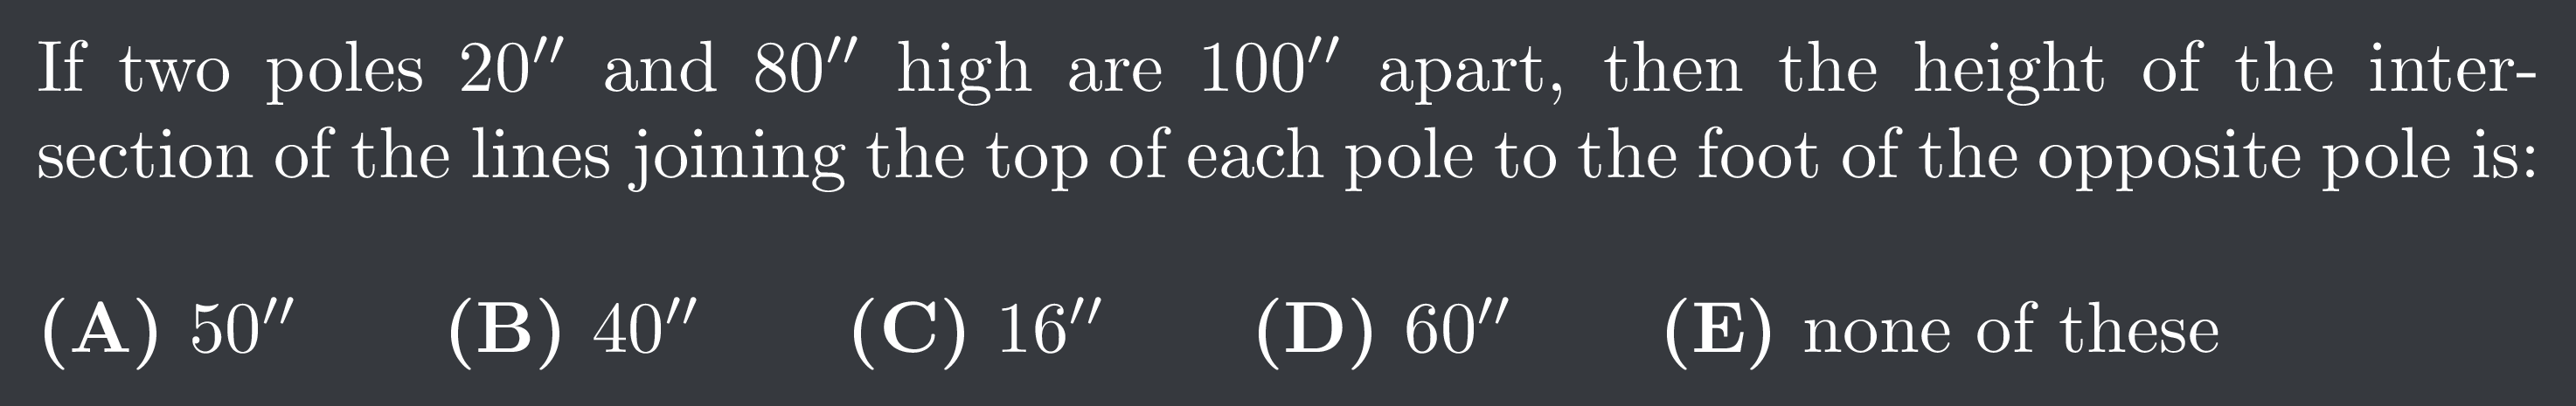 If two poles 20″ and 80″ high are 100″ apart, then the height of the inter-
section of the lines joining the top of each pole to the foot of the opposite pole is:
(A) 50″ (B) 40″ (C) 16″ (D) 60″ (E) none of these